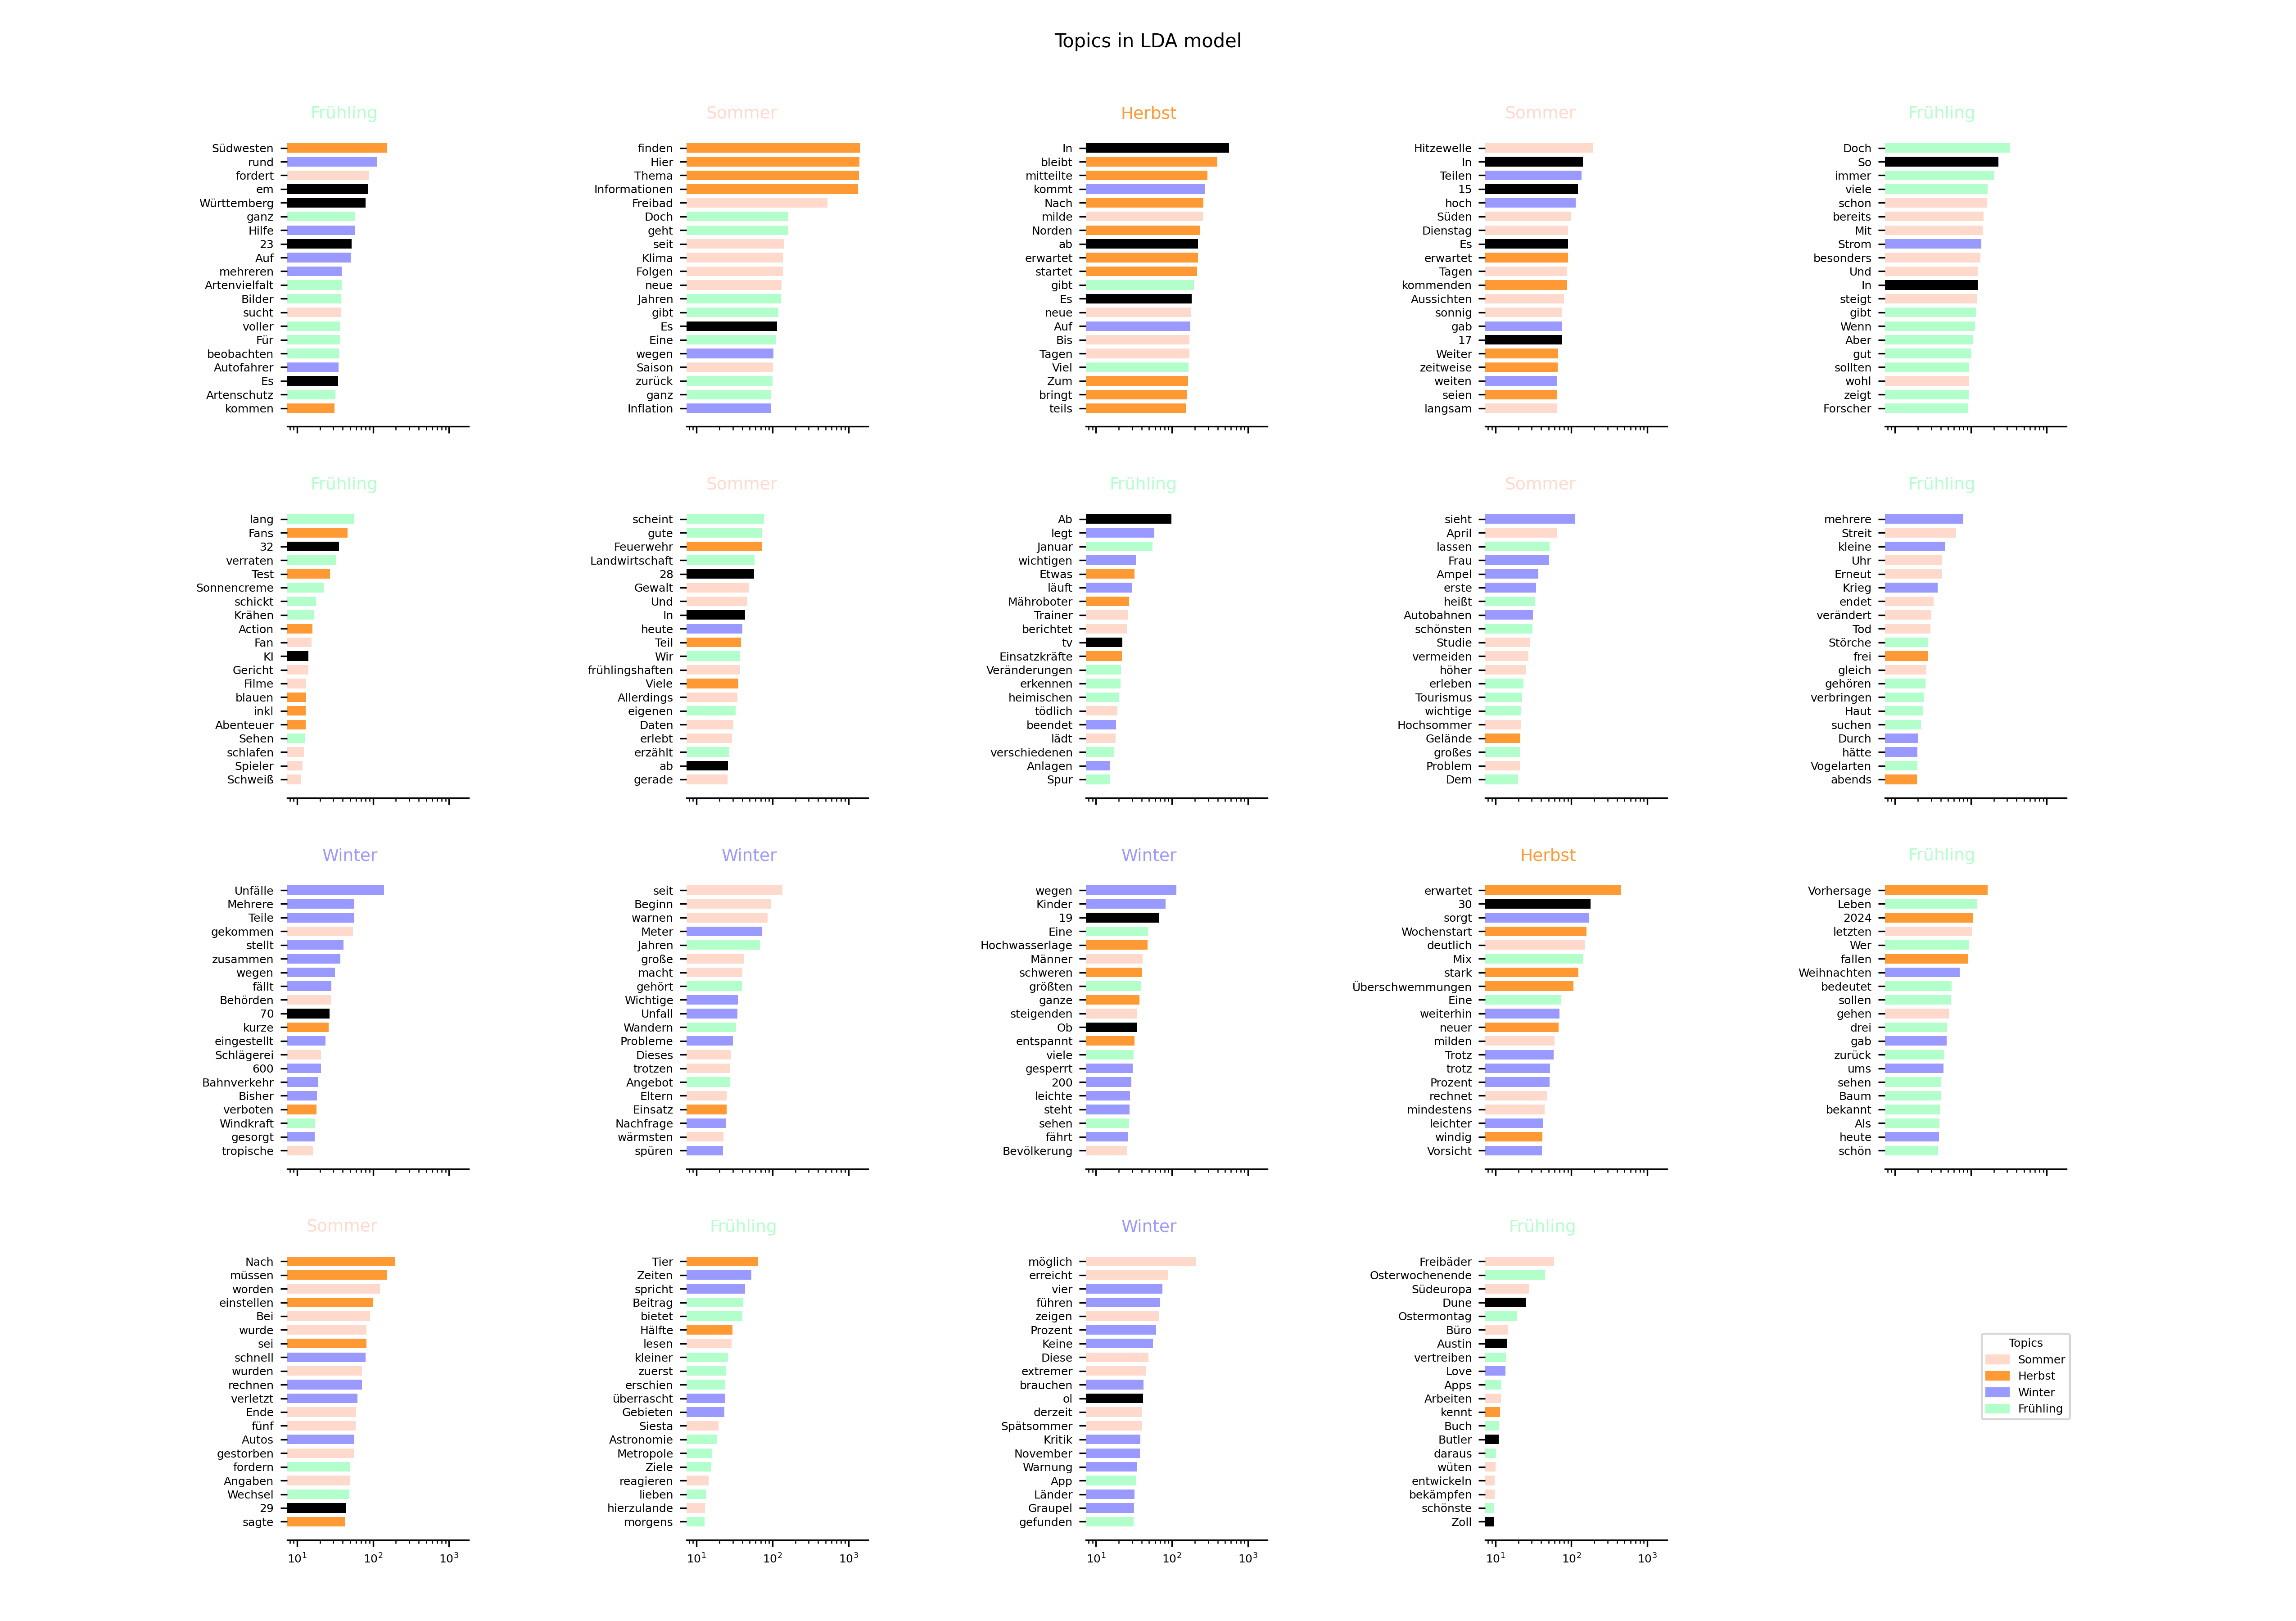 Topics in LDA model
Frühling
Südwesten
rund
fordert
em
Württemberg
ganz
Hilfe
23
Auf
mehreren
Artenvielfalt
Bilder
sucht
voller
Für
beobachten
Autofahrer
Es
Artenschutz
kommen
Sommer
finden
Hier
Thema
Informationen
Freibad
Doch
geht
seit
Klima
Folgen
neue
Jahren
gibt
Es
Eine
wegen
Saison
zurück
ganz
Inflation
Herbst
In
bleibt
mitteilte
kommt
Nach
milde
Norden
ab
erwartet
startet
gibt
Es
neue
Auf
Bis
Tagen
Viel
Zum
bringt
teils
Sommer
Hitzewelle
In
Teilen
15
hoch
Süden
Dienstag
Es
erwartet
Tagen
kommenden
Aussichten
sonnig
gab
17
Weiter
zeitweise
weiten
seien
langsam
Frühling
Doch
So
immer
viele
schon
bereits
Mit
Strom
besonders
Und
In
steigt
gibt
Wenn
Aber
gut
sollten
wohl
zeigt
Forscher
Frühling
lang
Fans
32
verraten
Test
Sonnencreme
schickt
Krähen
Action
Fan
KI
Gericht
Filme
blauen
inkl
Abenteuer
Sehen
schlafen
Spieler
Schweiß
Sommer
scheint
gute
Feuerwehr
Landwirtschaft
28
Gewalt
Und
In
heute
Teil
Wir
frühlingshaften
Viele
Allerdings
eigenen
Daten
erlebt
erzählt
ab
gerade
Frühling
Ab
legt
Januar
wichtigen
Etwas
läuft
Mähroboter
Trainer
berichtet
tv
Einsatzkräfte
Veränderungen
erkennen
heimischen
tödlich
beendet
lädt
verschiedenen
Anlagen
Spur
Sommer
sieht
April
lassen
Frau
Ampel
erste
heißt
Autobahnen
schönsten
Studie
vermeiden
höher
erleben
Tourismus
wichtige
Hochsommer
Gelände
großes
Problem
Dem
Frühling
mehrere
Streit
kleine
Uhr
Erneut
Krieg
endet
verändert
Tod
Störche
frei
gleich
gehören
verbringen
Haut
suchen
Durch
hätte
Vogelarten
abends
Winter
Unfälle
Mehrere
Teile
gekommen
stellt
zusammen
wegen
fällt
Behörden
70
kurze
eingestellt
Schlägerei
600
Bahnverkehr
Bisher
verboten
Windkraft
gesorgt
tropische
Winter
seit
Beginn
warnen
Meter
Jahren
große
macht
gehört
Wichtige
Unfall
Wandern
Probleme
Dieses
trotzen
Angebot
Eltern
Einsatz
Nachfrage
wärmsten
spüren
Winter
wegen
Kinder
19
Eine
Hochwasserlage
Männer
schweren
größten
ganze
steigenden
Ob
entspannt
viele
gesperrt
200
leichte
steht
sehen
fährt
Bevölkerung
Herbst
erwartet
30
sorgt
Wochenstart
deutlich
Mix
stark
Überschwemmungen
Eine
weiterhin
neuer
milden
Trotz
trotz
Prozent
rechnet
mindestens
leichter
windig
Vorsicht
Frühling
Vorhersage
Leben
2024
letzten
Wer
fallen
Weihnachten
bedeutet
sollen
gehen
drei
gab
zurück
ums
sehen
Baum
bekannt
Als
heute
schön
Sommer
Nach
müssen
worden
einstellen
Bei
wurde
sei
schnell
wurden
rechnen
verletzt
Ende
fünf
Autos
gestorben
fordern
Angaben
Wechsel
29
sagte
10¹ 10² 10³
Frühling
Tier
Zeiten
spricht
Beitrag
bietet
Hälfte
lesen
kleiner
zuerst
erschien
überrascht
Gebieten
Siesta
Astronomie
Metropole
Ziele
reagieren
lieben
hierzulande
morgens
10¹ 10² 10³
Winter
möglich
erreicht
vier
führen
zeigen
Prozent
Keine
Diese
extremer
brauchen
ol
derzeit
Spätsommer
Kritik
November
Warnung
App
Länder
Graupel
gefunden
10¹ 10² 10³
Frühling
Freibäder
Osterwochenende
Südeuropa
Dune
Ostermontag
Büro
Austin
vertreiben
Love
Apps
Arbeiten
kennt
Buch
Butler
daraus
wüten
entwickeln
bekämpfen
schönste
Zoll
10¹ 10² 10³
Topics
Sommer
Herbst
Winter
Frühling